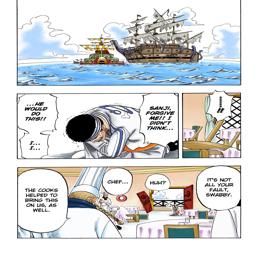 ......!!
SANJI,
FORGIVE
ME!! I
DIDN'T
THINK...
...HE
WOULD
DO
THIS!!
I...
I...
IT'S NOT
ALL YOUR
FAULT,
SWABBY.
HUH?
CHEF...
THE COOKS
HELPED TO
BRING THIS
ON US, AS
WELL.